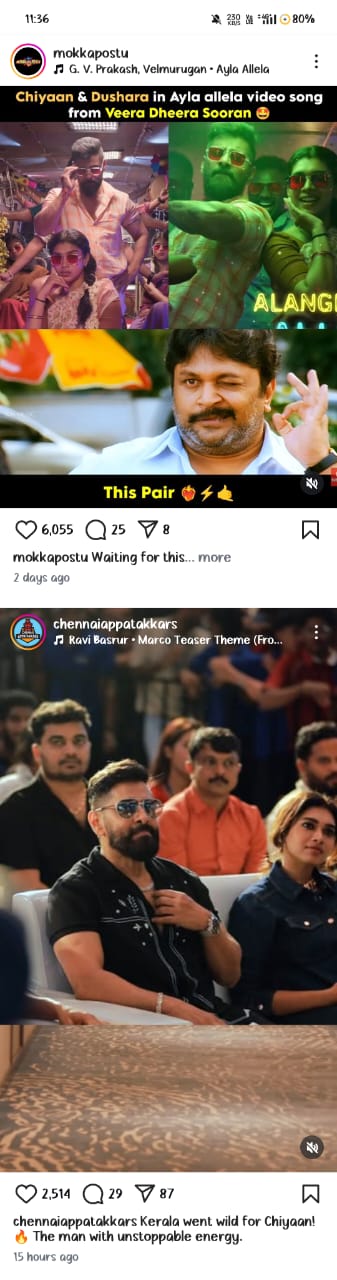 11:36
230 KB/S
4G
80%
mokkapostu
G. V. Prakash, Velmurugan • Ayla Allela
Chiyaan & Dushara in Ayla allela video song
from Veera Dheera Sooran 🤩
ALANG
This Pair ❤️‍🔥⚡🤙
6,055 25 8
mokkapostu Waiting for this... more
2 days ago
chennaiappatakkars
Ravi Basrur • Marco Teaser Theme (Fro...
2,514 29 87
chennaiappatakkars Kerala went wild for Chiyaan!
🔥 The man with unstoppable energy.
15 hours ago